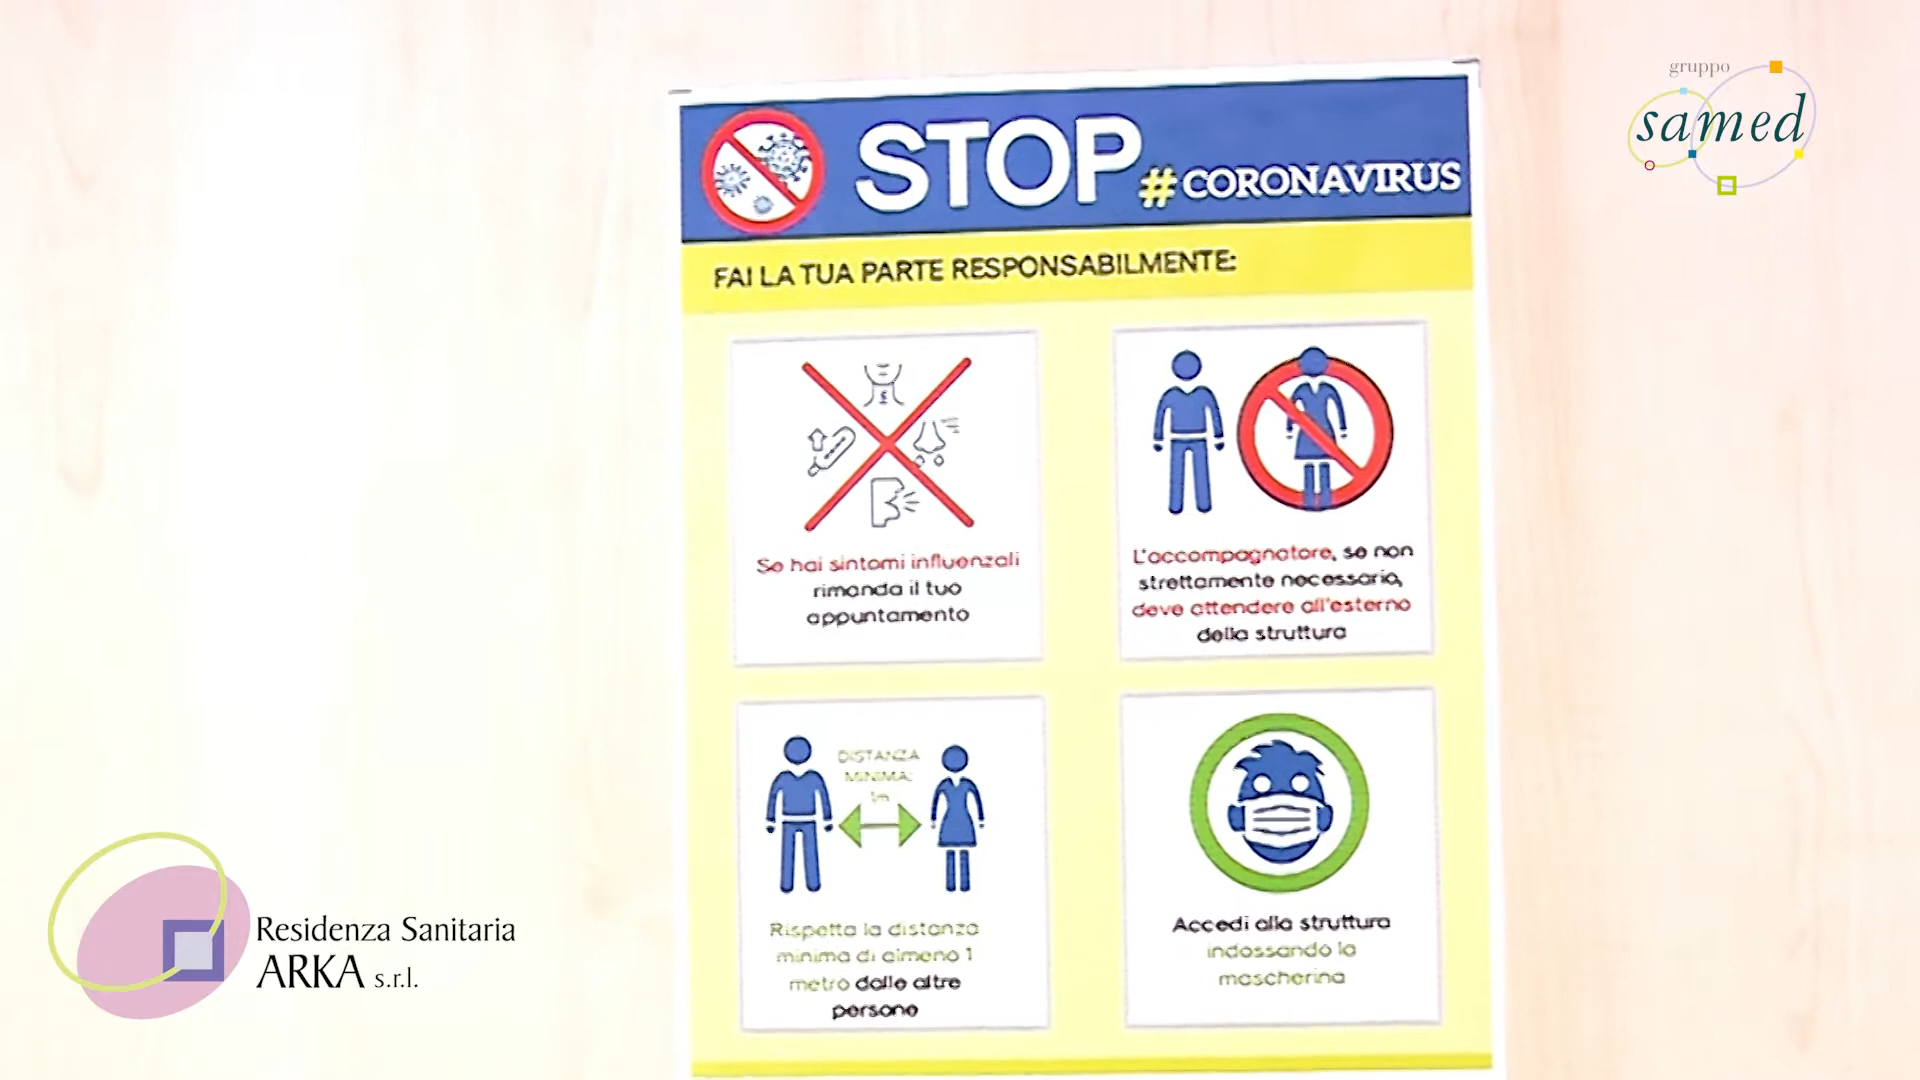 gruppo
samed
STOP
#CORONAVIRUS
FAI LA TUA PARTE RESPONSABILMENTE:
Se hai sintomi influenzali
rimanda il tuo
appuntamento
L'accompagnatore, se non
strettamente necessario,
deve attendere all'esterno
della struttura
DISTANZA
MINIMA:
1m
Rispetta la distanza
minima di almeno 1
metro dalle altre
persone
Accedi alla struttura
indossando la
mascherina
Residenza Sanitaria
ARKA s.r.l.